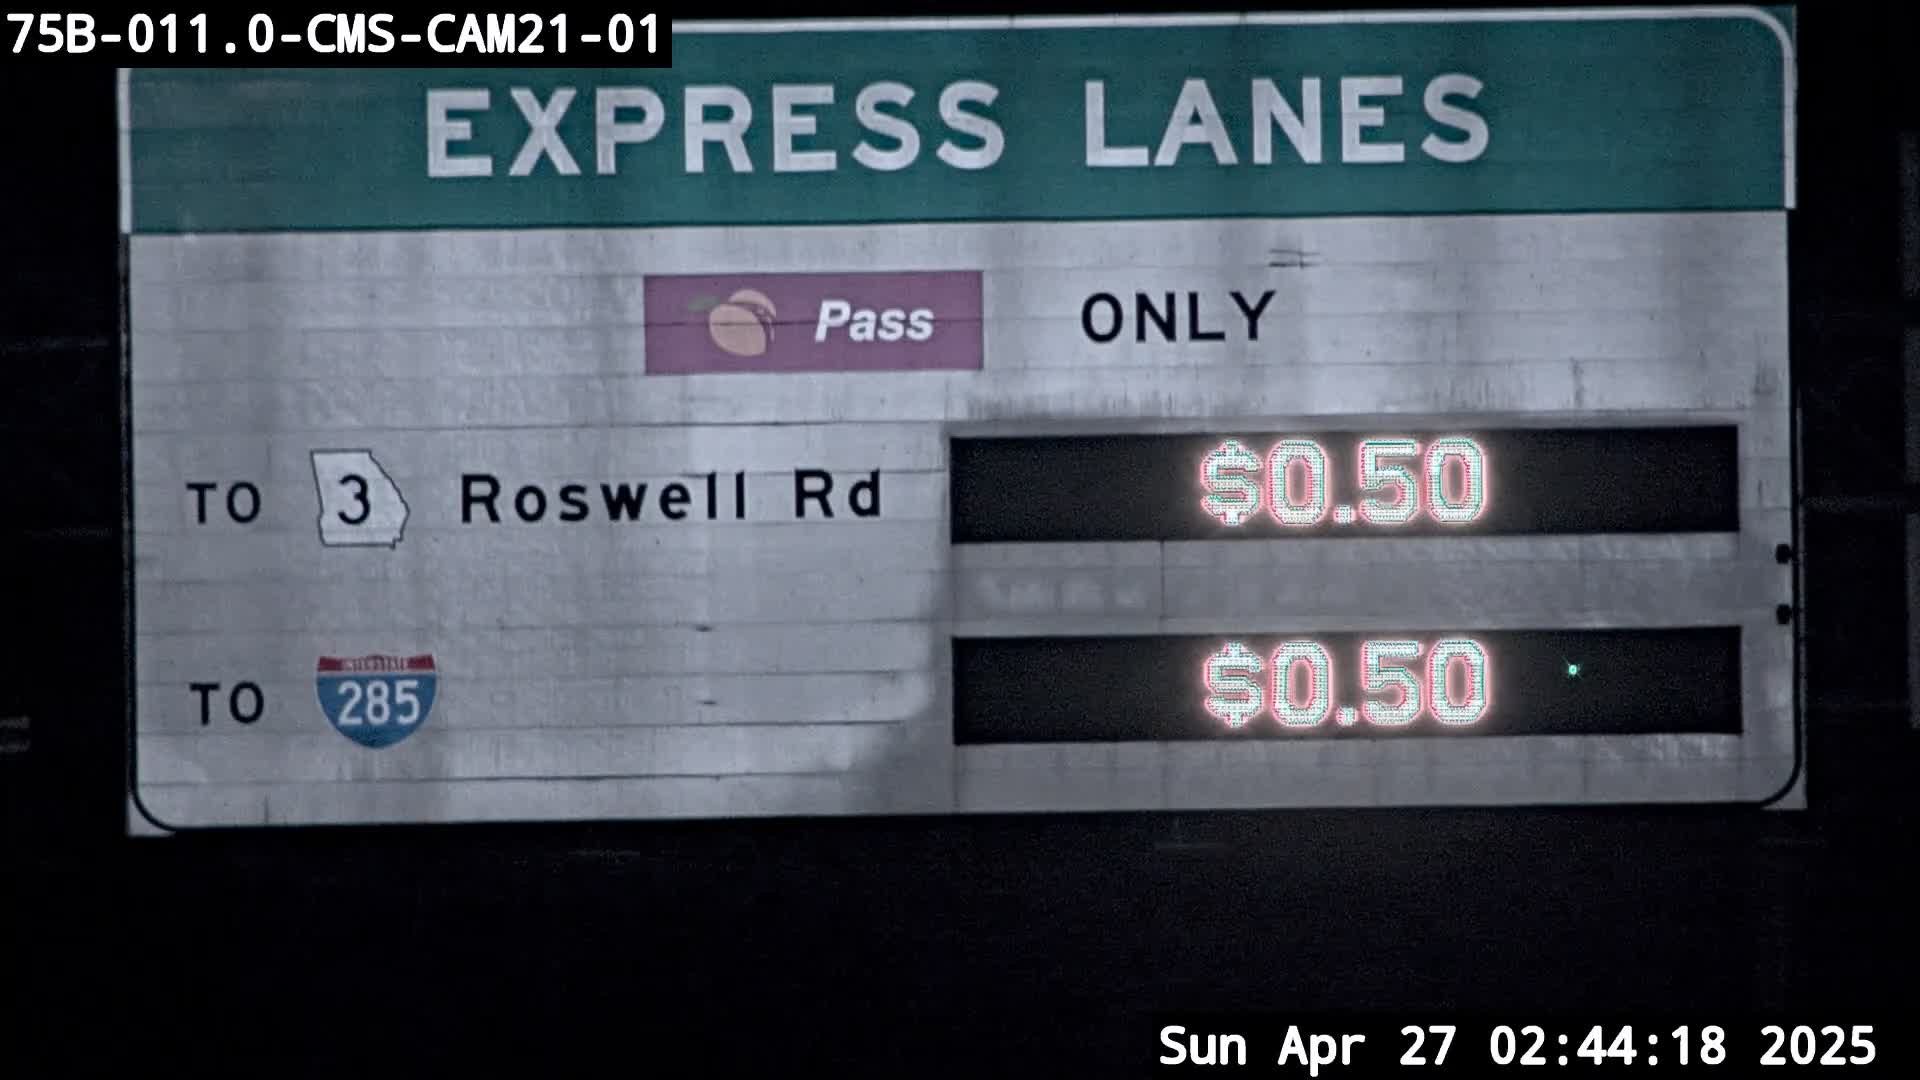 75B-011.0-CMS-CAM21-01
EXPRESS LANES
Pass ONLY
TO 3 Roswell Rd $0.50
TO 285 $0.50
Sun Apr 27 02:44:18 2025